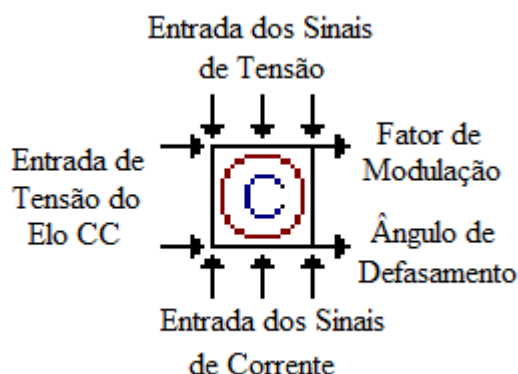 Entrada dos Sinais
de Tensão
Entrada de
Tensão do
Elo CC
C
Fator de
Modulação
Ângulo de
Defasamento
Entrada dos Sinais
de Corrente